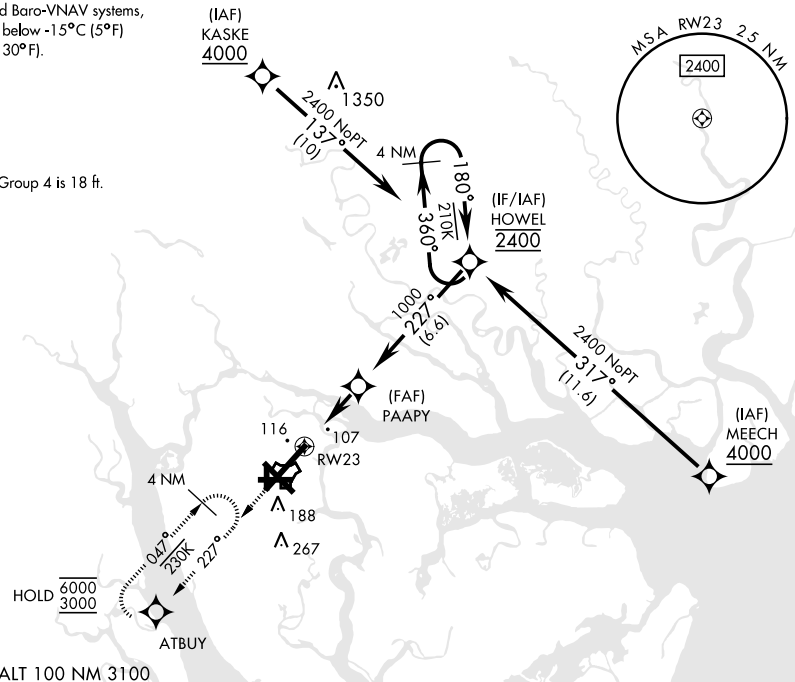 d Baro-VNAV systems,
below -15°C (5°F)
30°F).
Group 4 is 18 ft.
(IAF)
KASKE
4000
1350
2400 NoPT
137°
(10)
4 NM
180°
210K
360°
(IF/IAF)
HOWEL
2400
MSA RW23 25 NM
2400
1000
227°
(6.6)
2400 NoPT
317°
(11.6)
(IAF)
MEECH
4000
(FAF)
PAAPY
116
107
RW23
188
267
4 NM
047°
230K
227°
HOLD 6000
3000
ATBUY
ALT 100 NM 3100